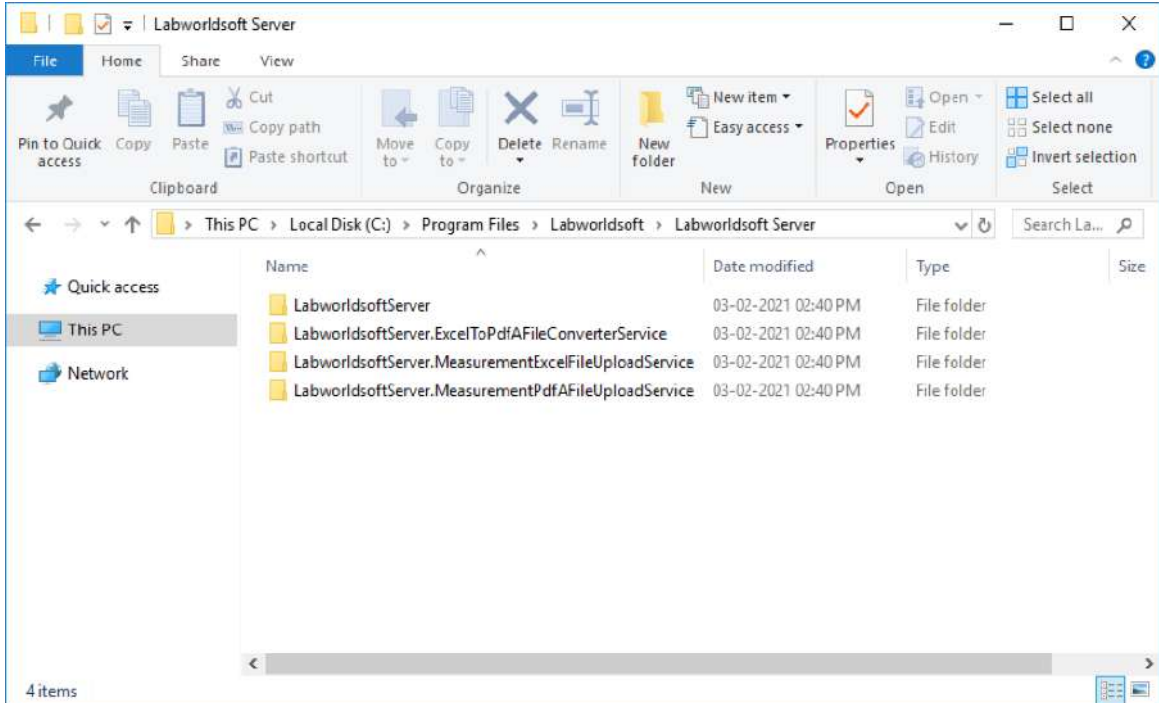 Labworldsoft Server
File Home Share View
Pin to Quick access
Copy
Paste
Cut
Copy path
Paste shortcut
Clipboard
Move to
Copy to
Delete
Rename
Organize
New folder
New item
Easy access
New
Properties
Open
Edit
History
Open
Select all
Select none
Invert selection
Select
This PC > Local Disk (C:) > Program Files > Labworldsoft > Labworldsoft Server
Search La...
Quick access
This PC
Network
Name Date modified Type Size
LabworldsoftServer 03-02-2021 02:40 PM File folder
LabworldsoftServer.ExcelToPdfAFileConverterService 03-02-2021 02:40 PM File folder
LabworldsoftServer.MeasurementExcelFileUploadService 03-02-2021 02:40 PM File folder
LabworldsoftServer.MeasurementPdfAFileUploadService 03-02-2021 02:40 PM File folder
4 items